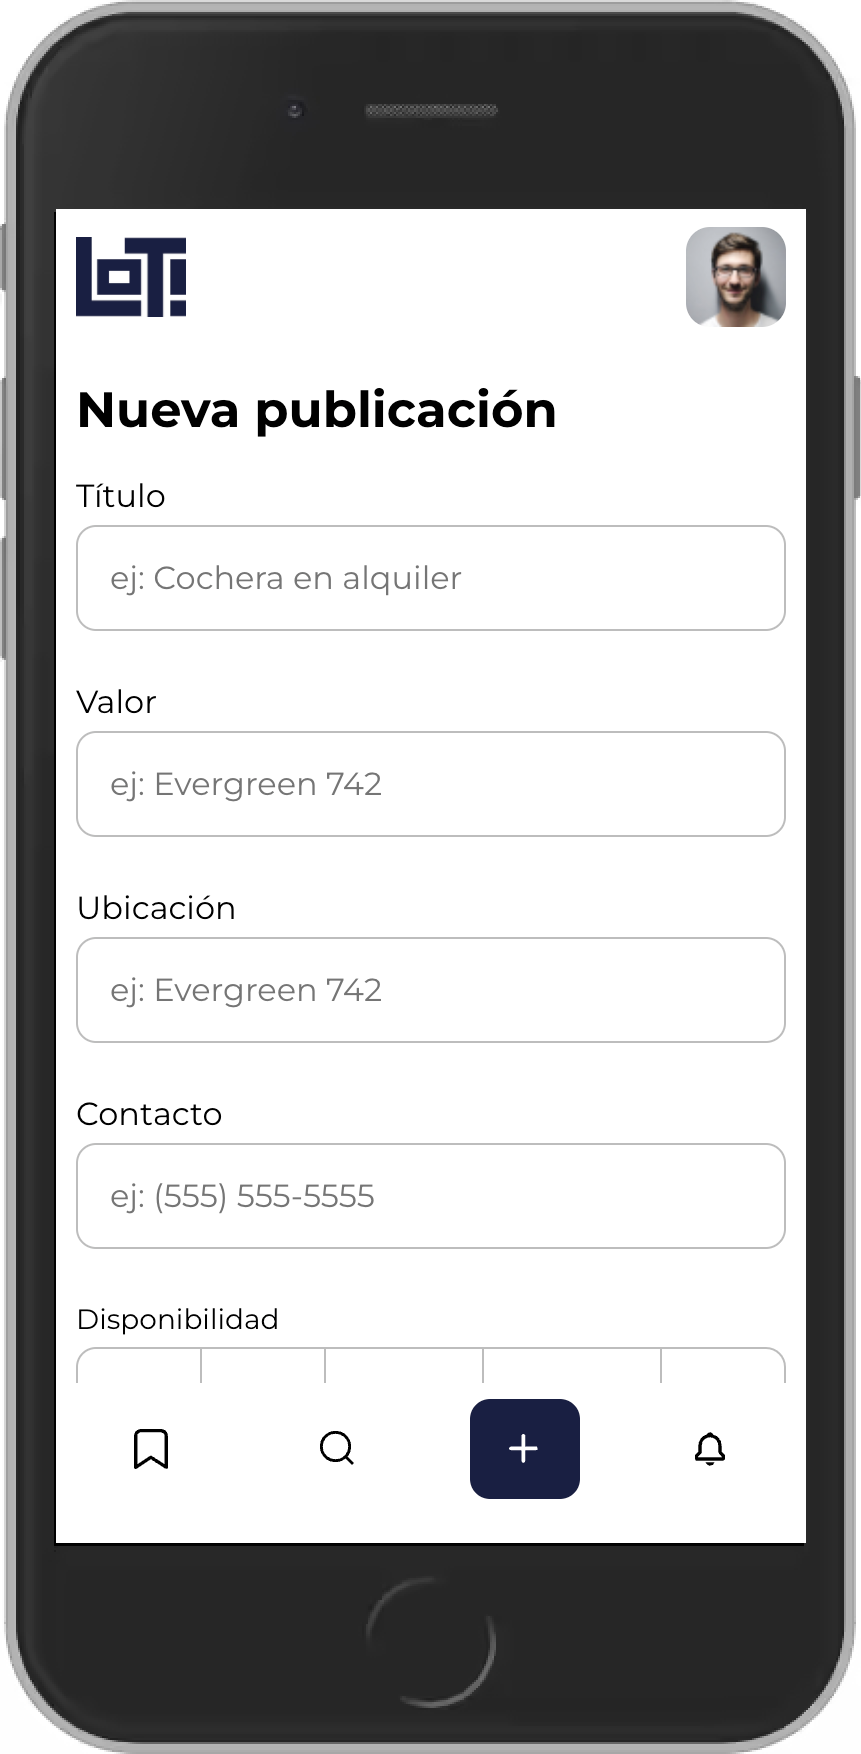 LOT!
Nueva publicación
Título
ej: Cochera en alquiler
Valor
ej: Evergreen 742
Ubicación
ej: Evergreen 742
Contacto
ej: (555) 555-5555
Disponibilidad